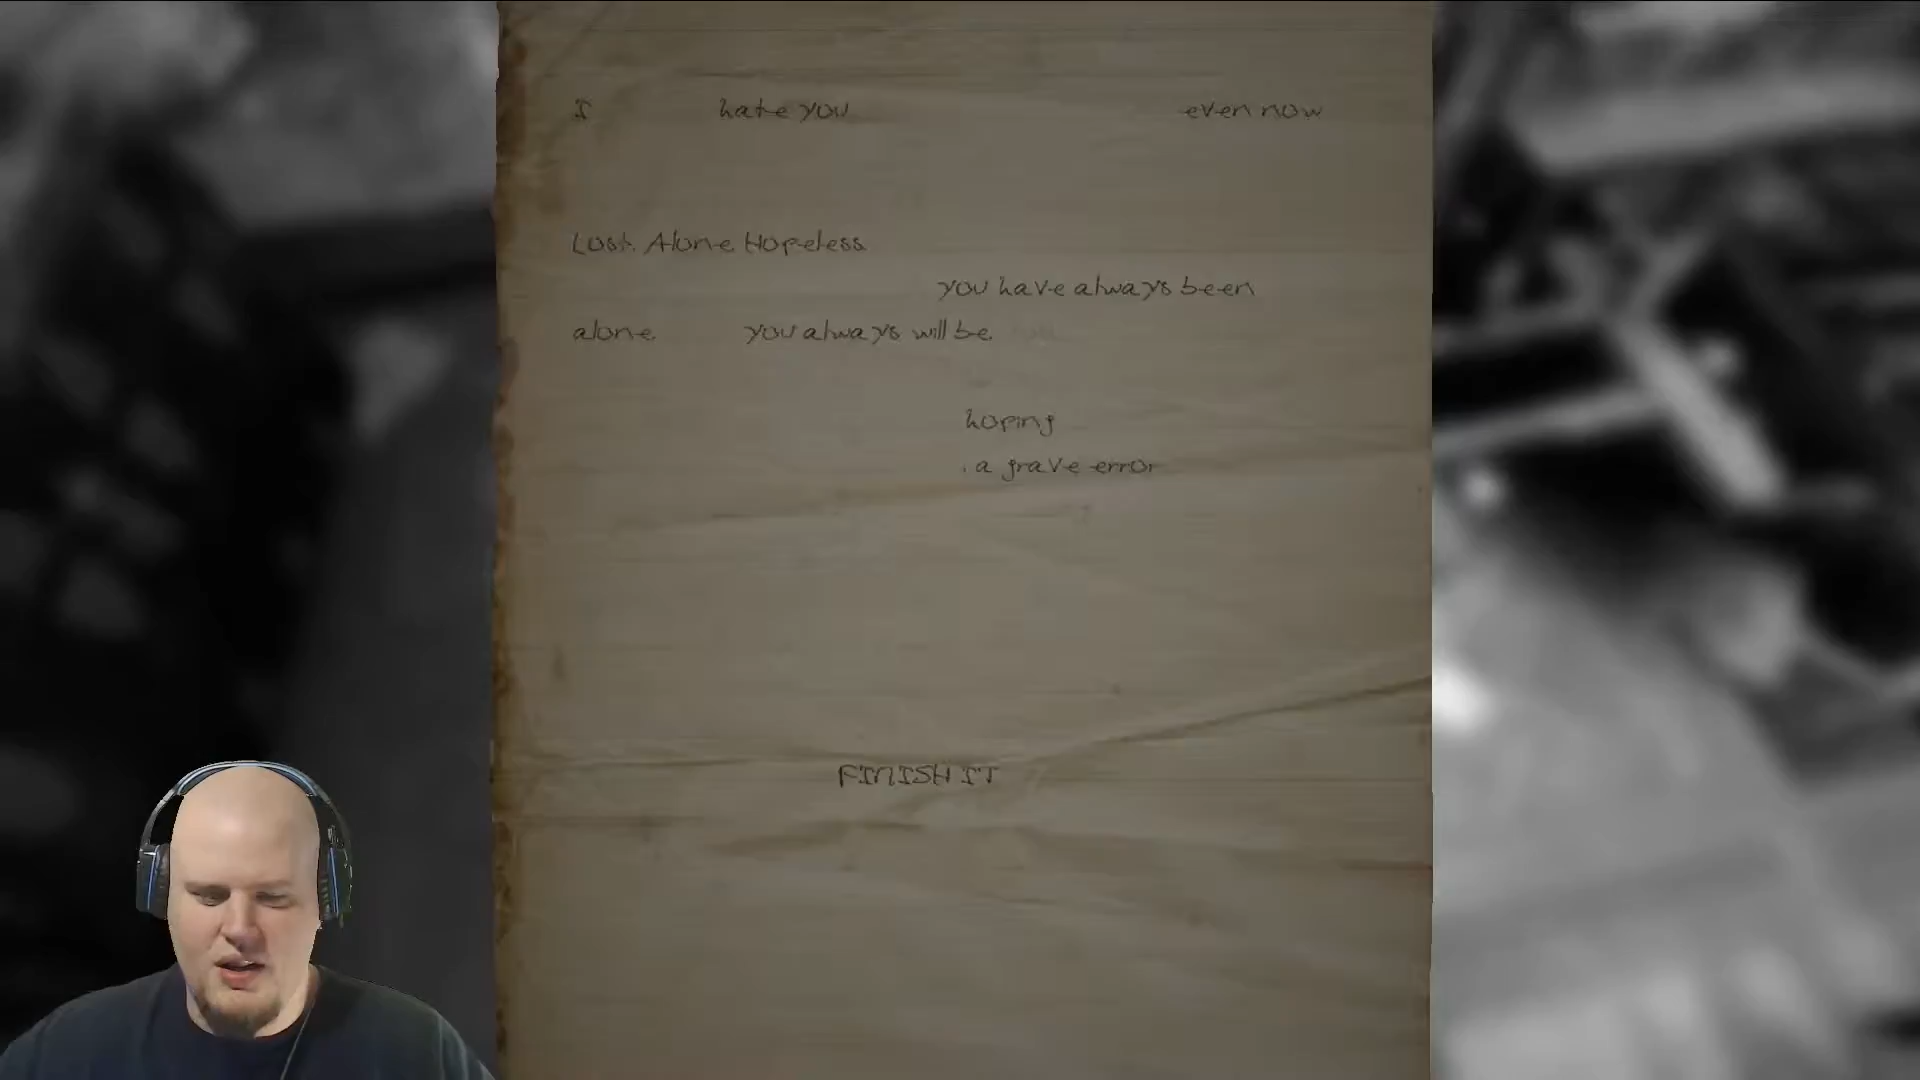 I hate you even now
Lost. Alone. Hopeless.
you have always been
alone. you always will be.
hoping
. a grave error
FINISH IT